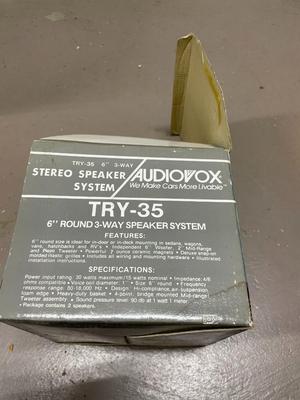 TRY-35 6" 3-WAY
STEREO SPEAKER
SYSTEM
AUDIOVOX®
We Make Cars More Livable™
TRY-35
6" ROUND 3-WAY SPEAKER SYSTEM
FEATURES:
6" round size is ideal for in-door or in-deck mounting in sedans, wagons,
vans, hatchbacks and RV's • Independent 6" Woofer, 2" Mid-Range
and Piezo Tweeter • Powerful 7 ounce ceramic magnets • Deluxe snap-on
molded plastic grilles • Includes all wiring and mounting hardware • Illustrated
installation instructions.
SPECIFICATIONS:
Power input rating: 30 watts maximum/15 watts nominal • Impedance: 4/8
ohms compatible • Voice coil diameter: 1" • Size: 6" round • Frequency
response range: 80-18,000 Hz • Design: Hi-compliance, air-suspension,
foam edge • Heavy-duty basket • 4-point, bridge mounted Mid-range
Tweeter assembly • Sound pressure level: 90 db at 1 watt 1 meter
• Package contains 2 speakers.